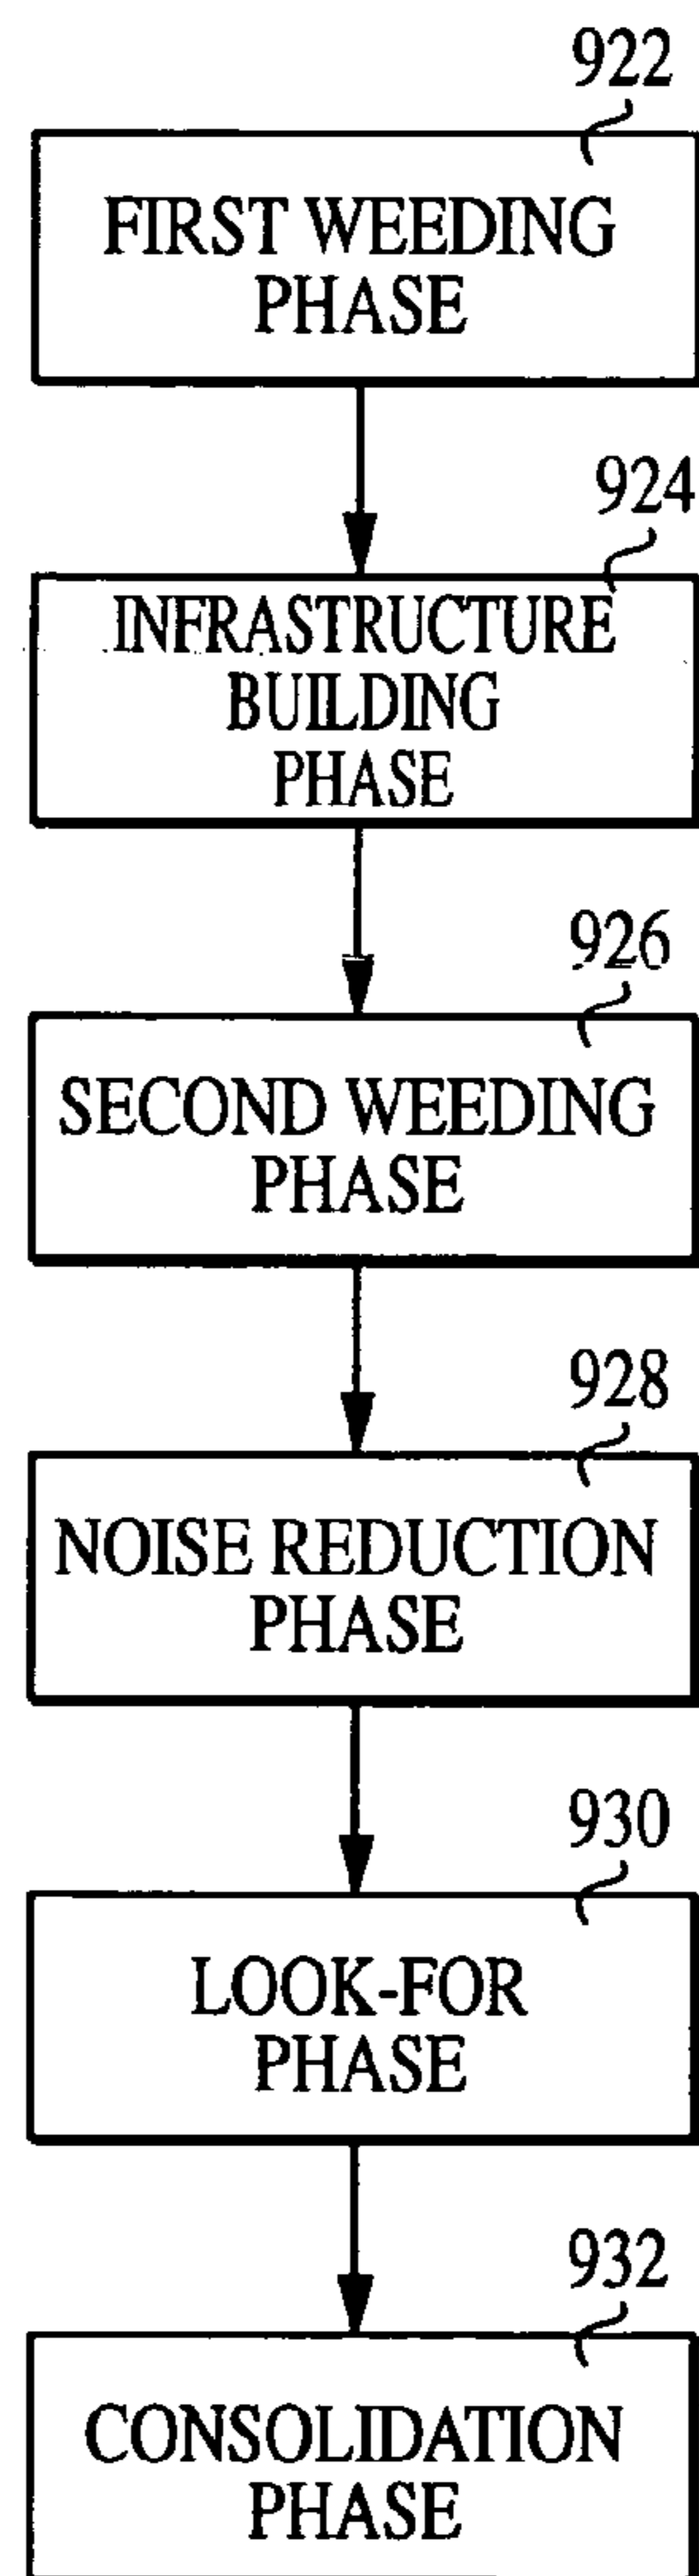 922
FIRST WEEDING
PHASE
924
INFRASTRUCTURE
BUILDING
PHASE
926
SECOND WEEDING
PHASE
928
NOISE REDUCTION
PHASE
930
LOOK-FOR
PHASE
932
CONSOLIDATION
PHASE